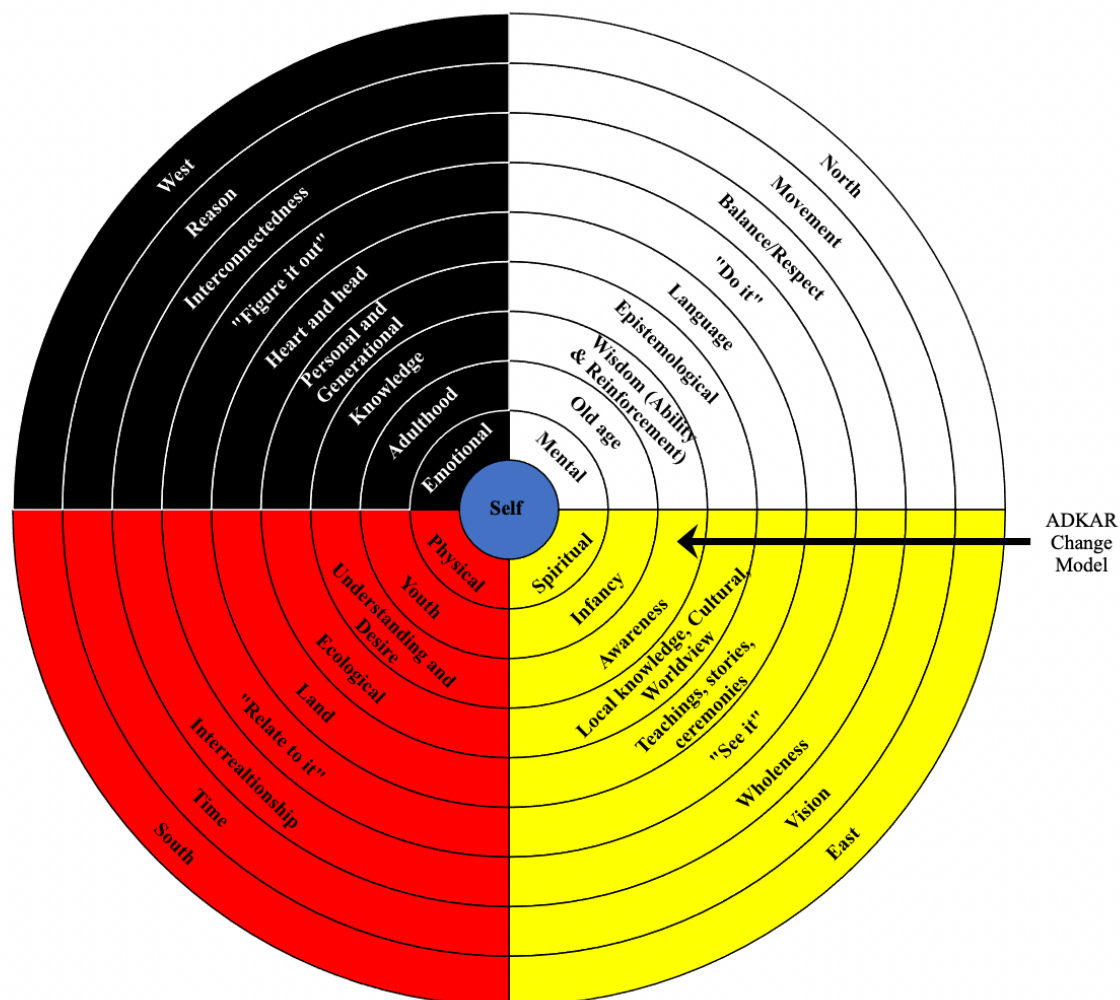 West
Reason
Interconnectedness
"Figure it out"
Heart and head
Personal and
Generational
Knowledge
Adulthood
Emotional
North
Movement
Balance/Respect
"Do it"
Language
Epistemological
Wisdom (Ability
& Reinforcement)
Old age
Mental
Self
Physical
Youth
Understanding and
Desire
Ecological
Land
"Relate to it"
Interrealtionship
Time
South
Spiritual
Infancy
Awareness
Local knowledge, Cultural,
Worldview
Teachings, stories,
ceremonies
"See it"
Wholeness
Vision
East
ADKAR
Change
Model